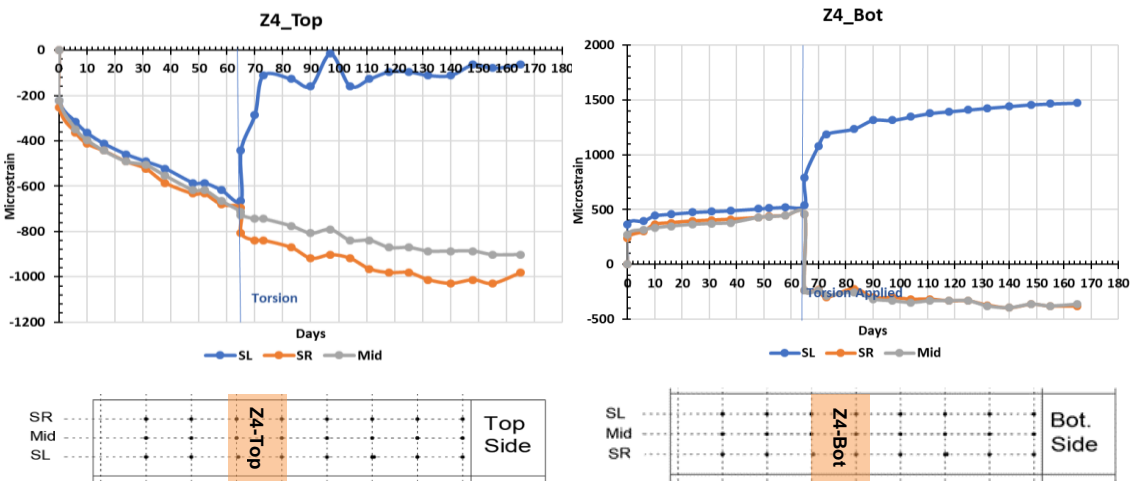 Z4_Top
0
-200
-400
-600
-800
-1000
-1200
0 10 20 30 40 50 60 70 80 90 100 110 120 130 140 150 160 170 180
Microstrain
Torsion
Days
SL SR Mid
Z4_Bot
2000
1500
1000
500
0
-500
0 10 20 30 40 50 60 70 80 90 100 110 120 130 140 150 160 170 180
Microstrain
Torsion Applied
Days
SL SR Mid
SR
Mid
SL
Z4-Top
Top
Side
SL
Mid
SR
Z4-Bot
Bot.
Side